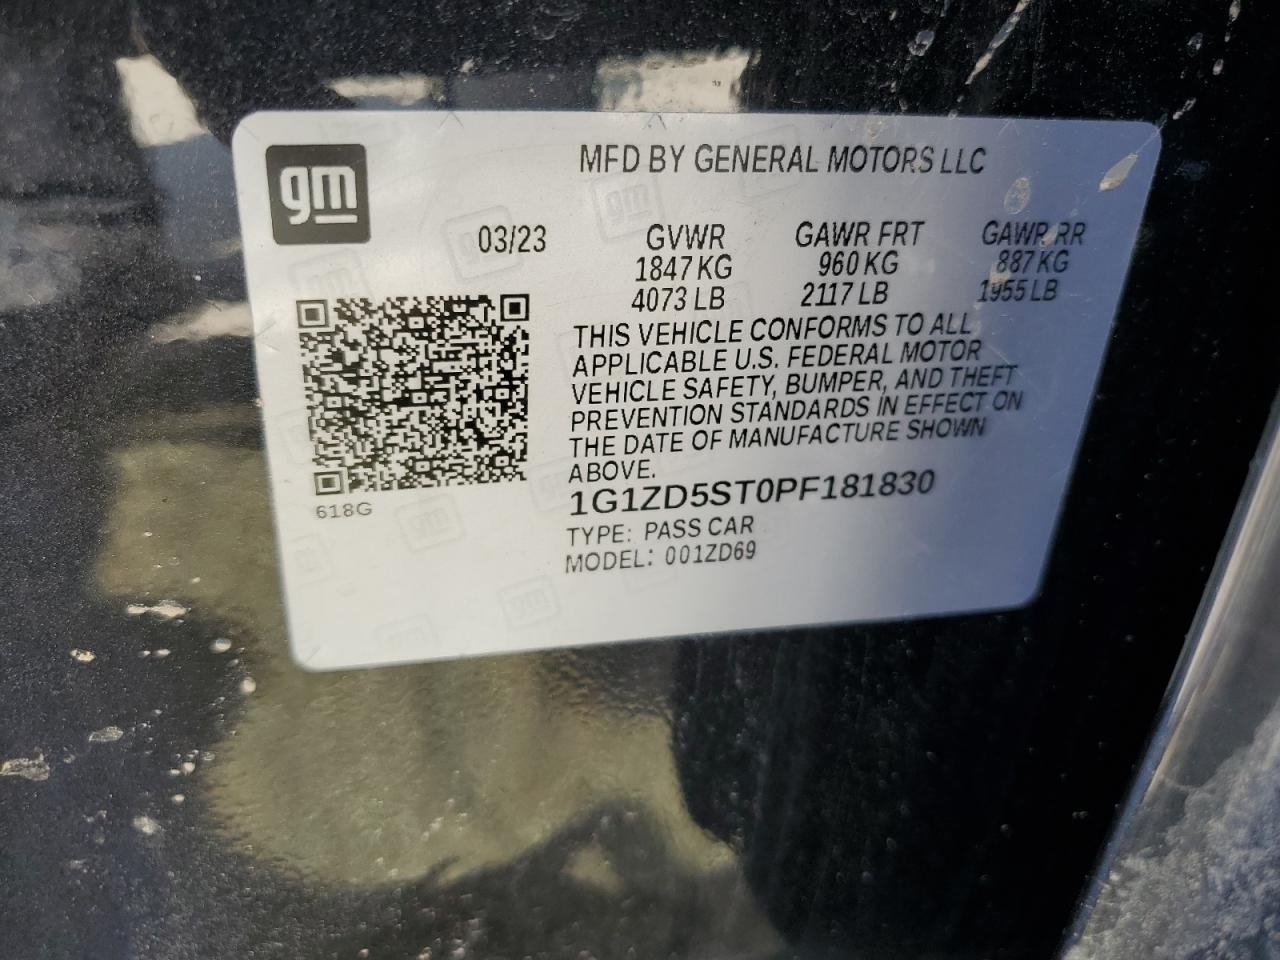 gm
MFD BY GENERAL MOTORS LLC
03/23 GVWR GAWR FRT GAWR RR
1847 KG 960 KG 887 KG
4073 LB 2117 LB 1955 LB
THIS VEHICLE CONFORMS TO ALL
APPLICABLE U.S. FEDERAL MOTOR
VEHICLE SAFETY, BUMPER, AND THEFT
PREVENTION STANDARDS IN EFFECT ON
THE DATE OF MANUFACTURE SHOWN
ABOVE.
618G
1G1ZD5ST0PF181830
TYPE: PASS CAR
MODEL: 001ZD69